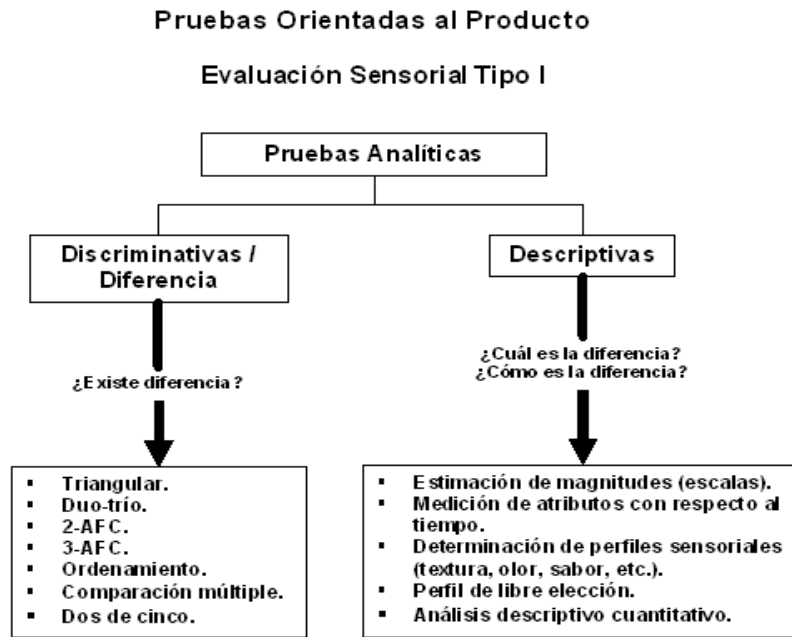 Pruebas Orientadas al Producto
Evaluación Sensorial Tipo I
Pruebas Analíticas
Discriminativas /
Diferencia
¿Existe diferencia?
▪ Triangular.
▪ Duo-trío.
▪ 2-AFC.
▪ 3-AFC.
▪ Ordenamiento.
▪ Comparación múltiple.
▪ Dos de cinco.
Descriptivas
¿Cuál es la diferencia?
¿Cómo es la diferencia?
▪ Estimación de magnitudes (escalas).
▪ Medición de atributos con respecto al
tiempo.
▪ Determinación de perfiles sensoriales
(textura, olor, sabor, etc.).
▪ Perfil de libre elección.
▪ Análisis descriptivo cuantitativo.